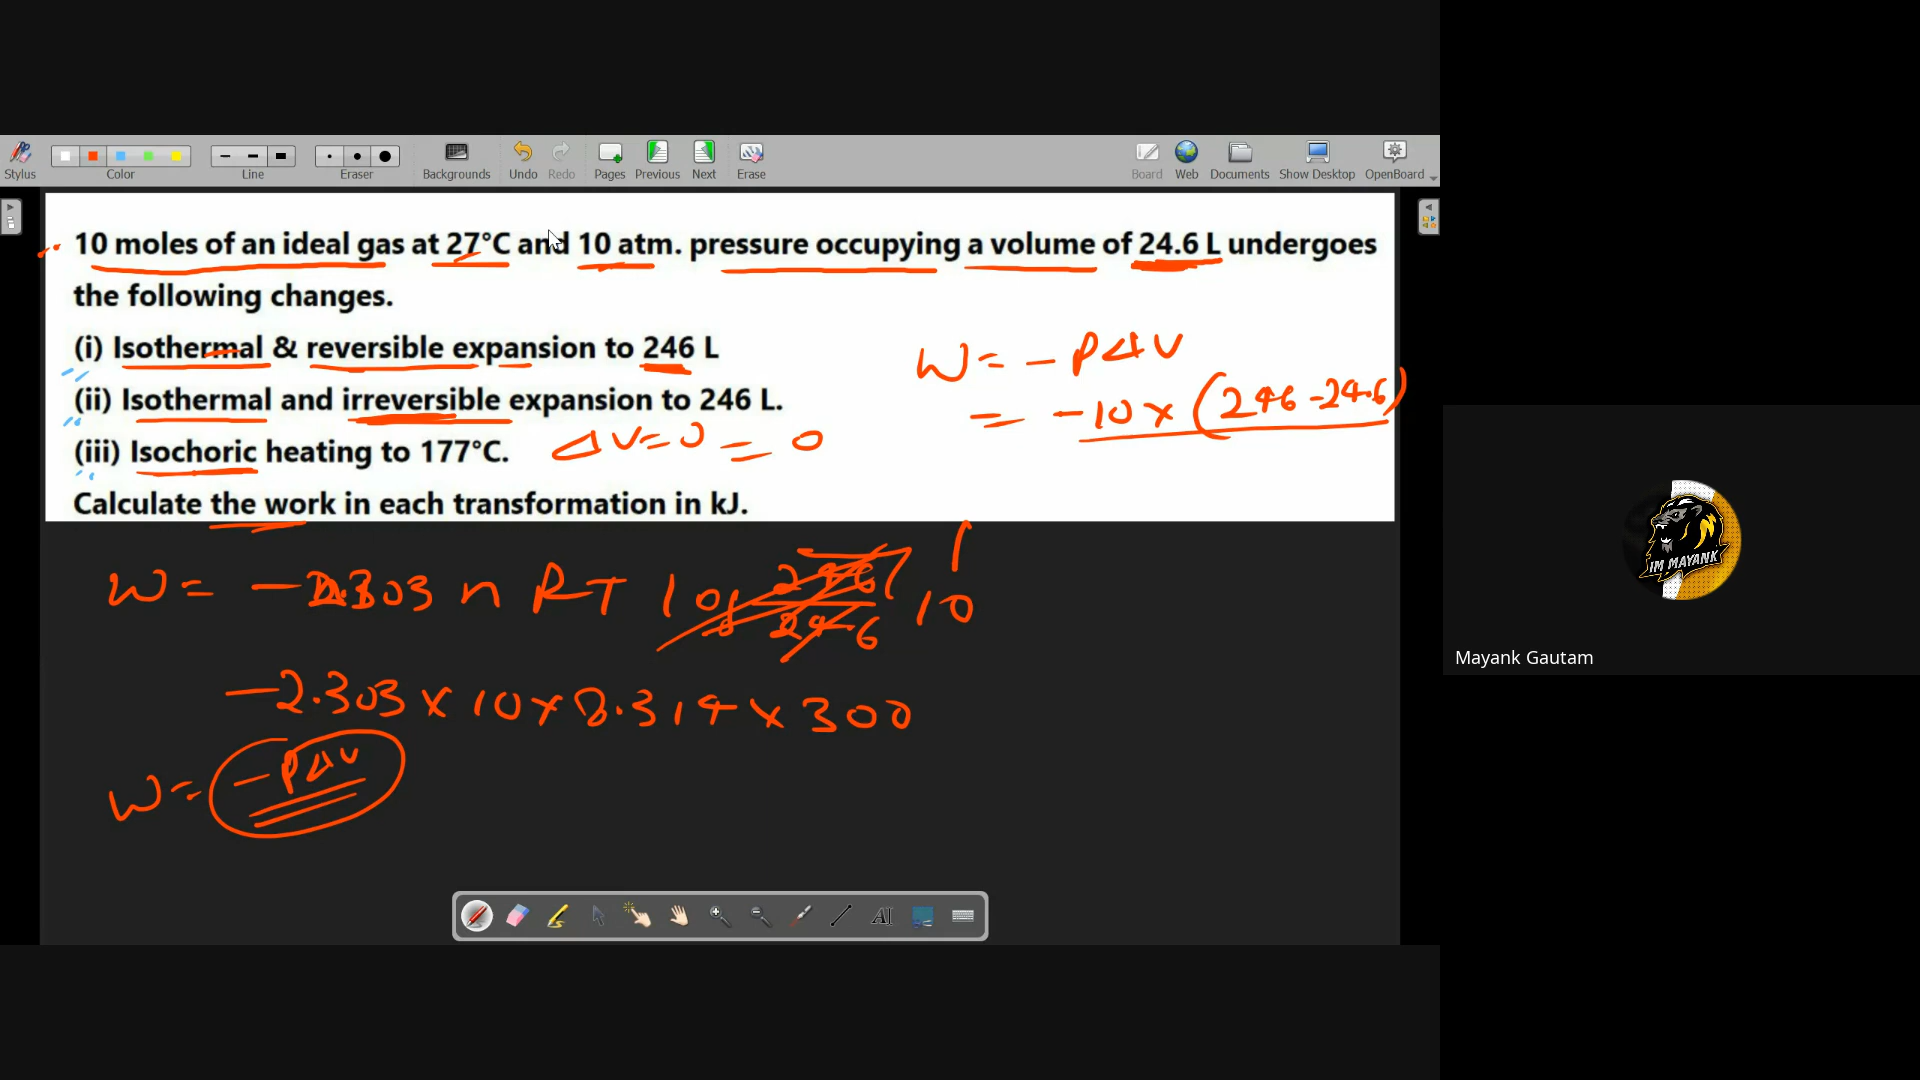 Stylus Color Line Eraser Backgrounds Undo Redo Pages Previous Next Erase Board Web Documents Show Desktop OpenBoard
10 moles of an ideal gas at 27°C and 10 atm. pressure occupying a volume of 24.6 L undergoes
the following changes.
(i) Isothermal & reversible expansion to 246 L
W = - P Δ V
(ii) Isothermal and irreversible expansion to 246 L.
= - 10 × (246 - 24.6)
(iii) Isochoric heating to 177°C.
Δ V = 0 = 0
Calculate the work in each transformation in kJ.
W = - 2.303 n R T log 246 / 24.6 10 1
- 2.303 × 10 × 8.314 × 300
W = - P Δ V
IM MAYANK
Mayank Gautam